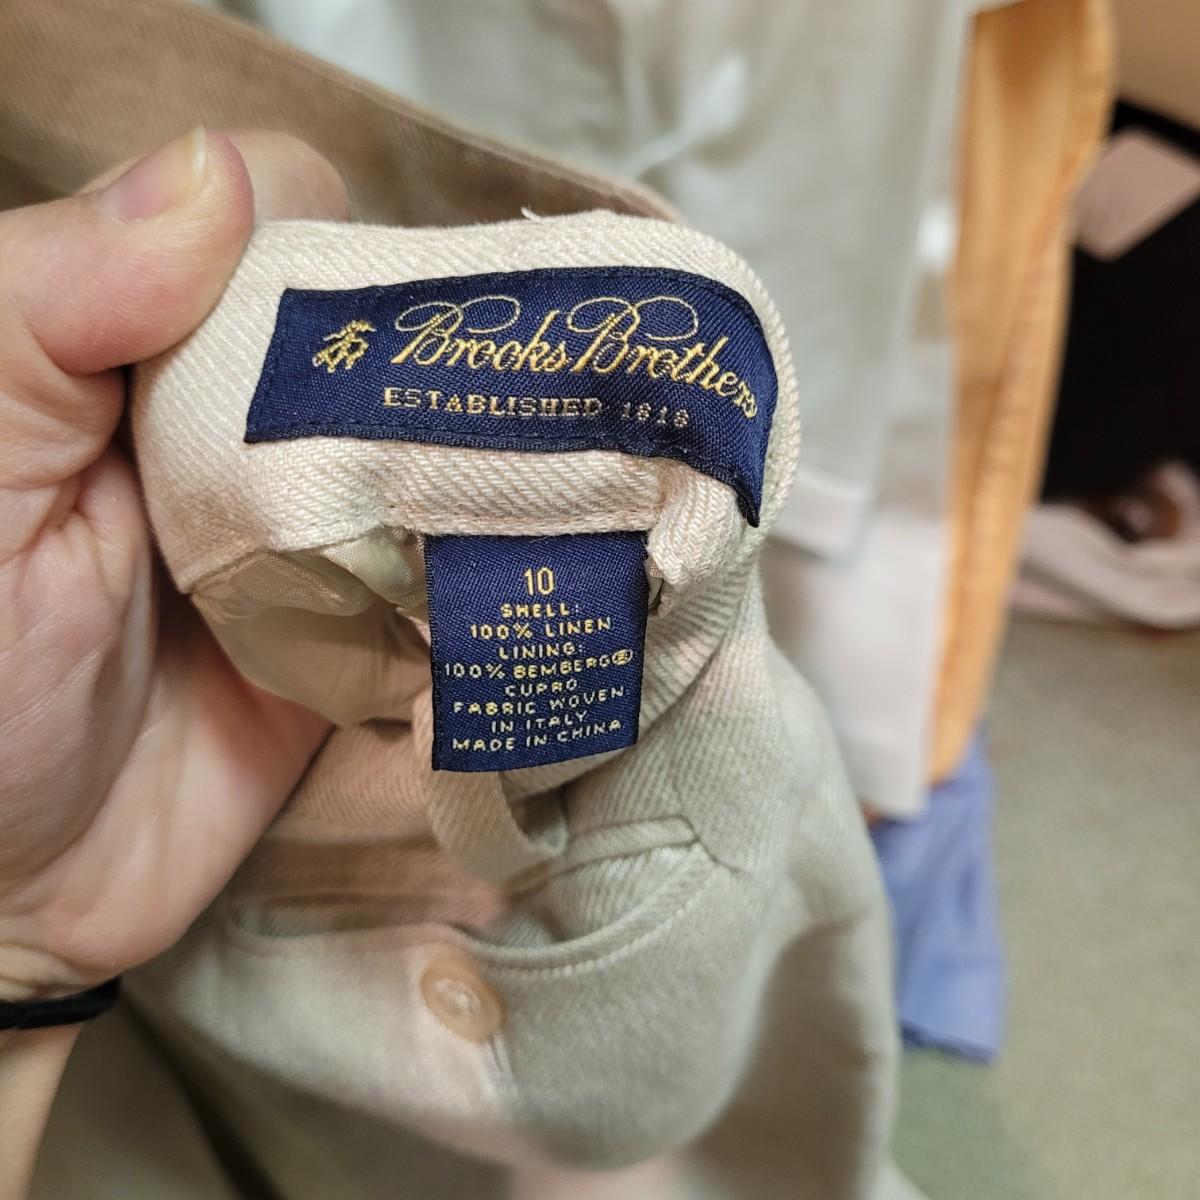 Brooks Brothers
ESTABLISHED 1818
10
SHELL:
100% LINEN
LINING:
100% BEMBERG®
CUPRO
FABRIC WOVEN
IN ITALY
MADE IN CHINA